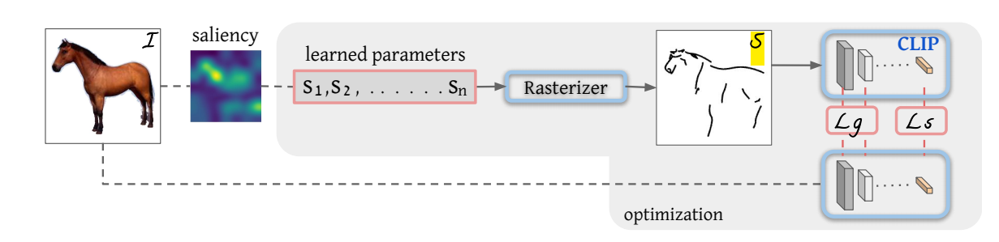 I
saliency
learned parameters
S1,S2, . . . . . . Sn
Rasterizer
S
CLIP
Lg
Ls
optimization